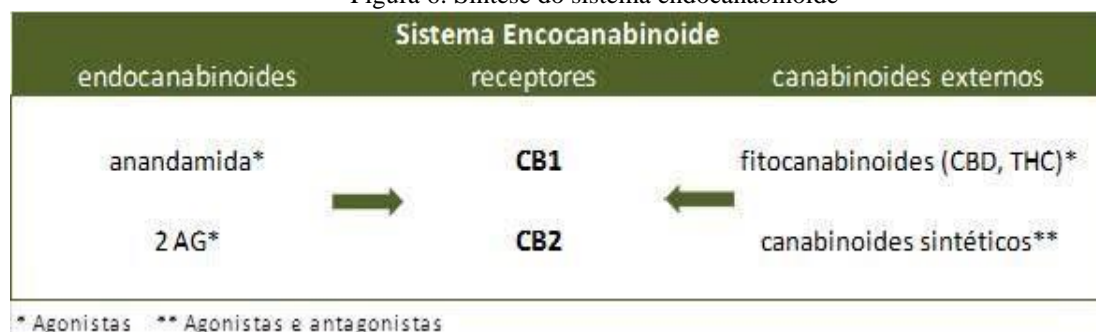 Figura 6: Síntese do sistema endocanabinoide
Sistema Encocanabinoide
endocanabinoides receptores canabinoides externos
anandamida* CB1 fitocanabinoides (CBD, THC)*
2 AG* CB2 canabinoides sintéticos**
* Agonistas ** Agonistas e antagonistas